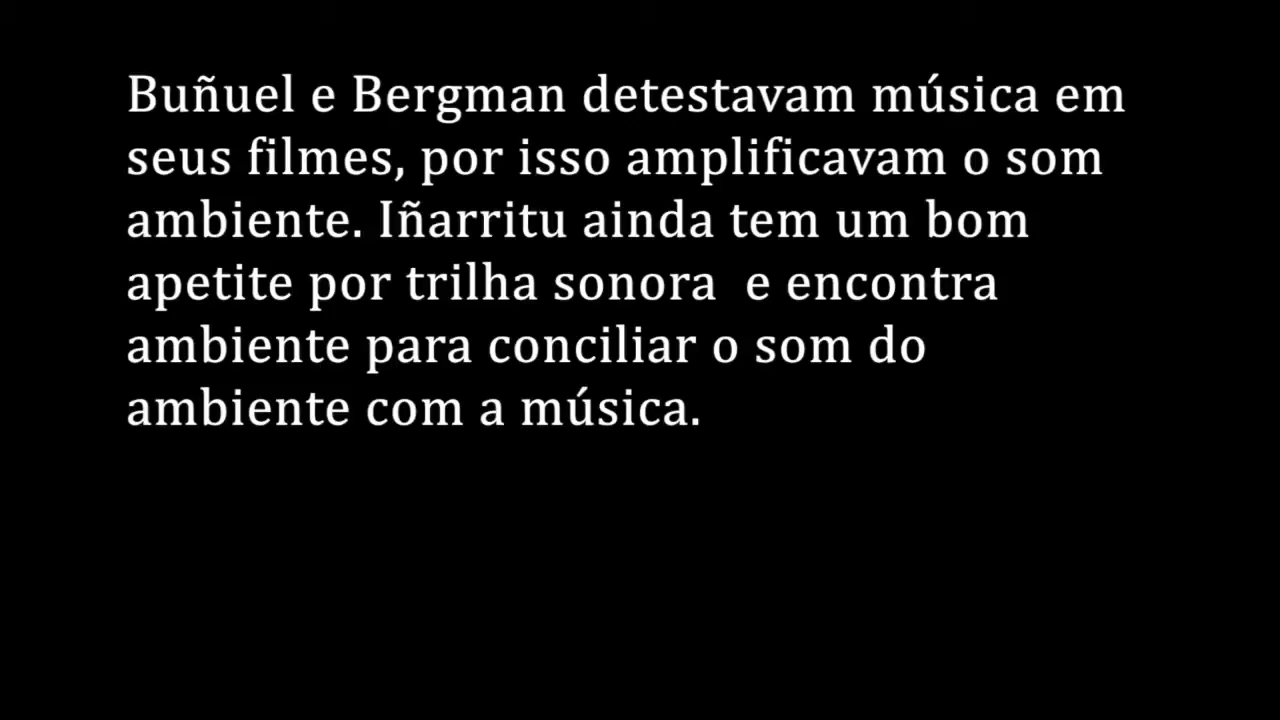 Buñuel e Bergman detestavam música em
seus filmes, por isso amplificavam o som
ambiente. Iñarritu ainda tem um bom
apetite por trilha sonora  e encontra
ambiente para conciliar o som do
ambiente com a música.